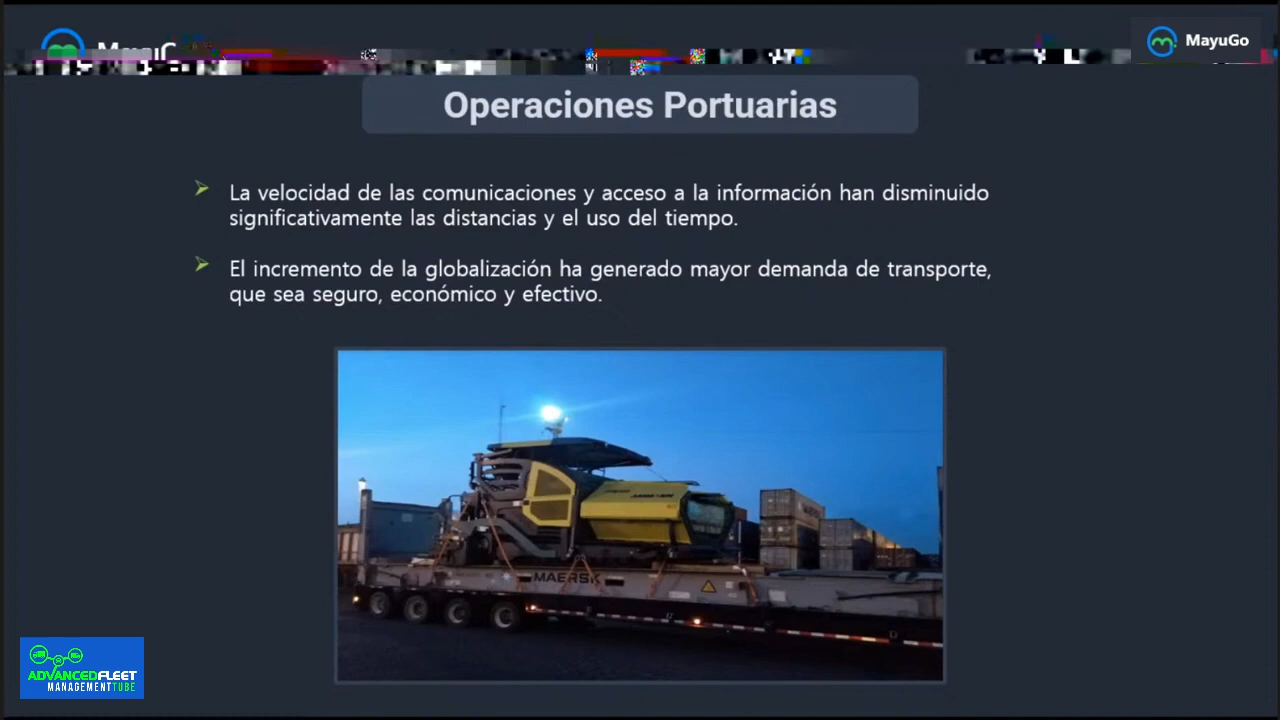 MayuGo
Operaciones Portuarias
La velocidad de las comunicaciones y acceso a la información han disminuido
significativamente las distancias y el uso del tiempo.
El incremento de la globalización ha generado mayor demanda de transporte,
que sea seguro, económico y efectivo.
MAERSK
ADVANCEDFLEET
MANAGEMENTTUBE